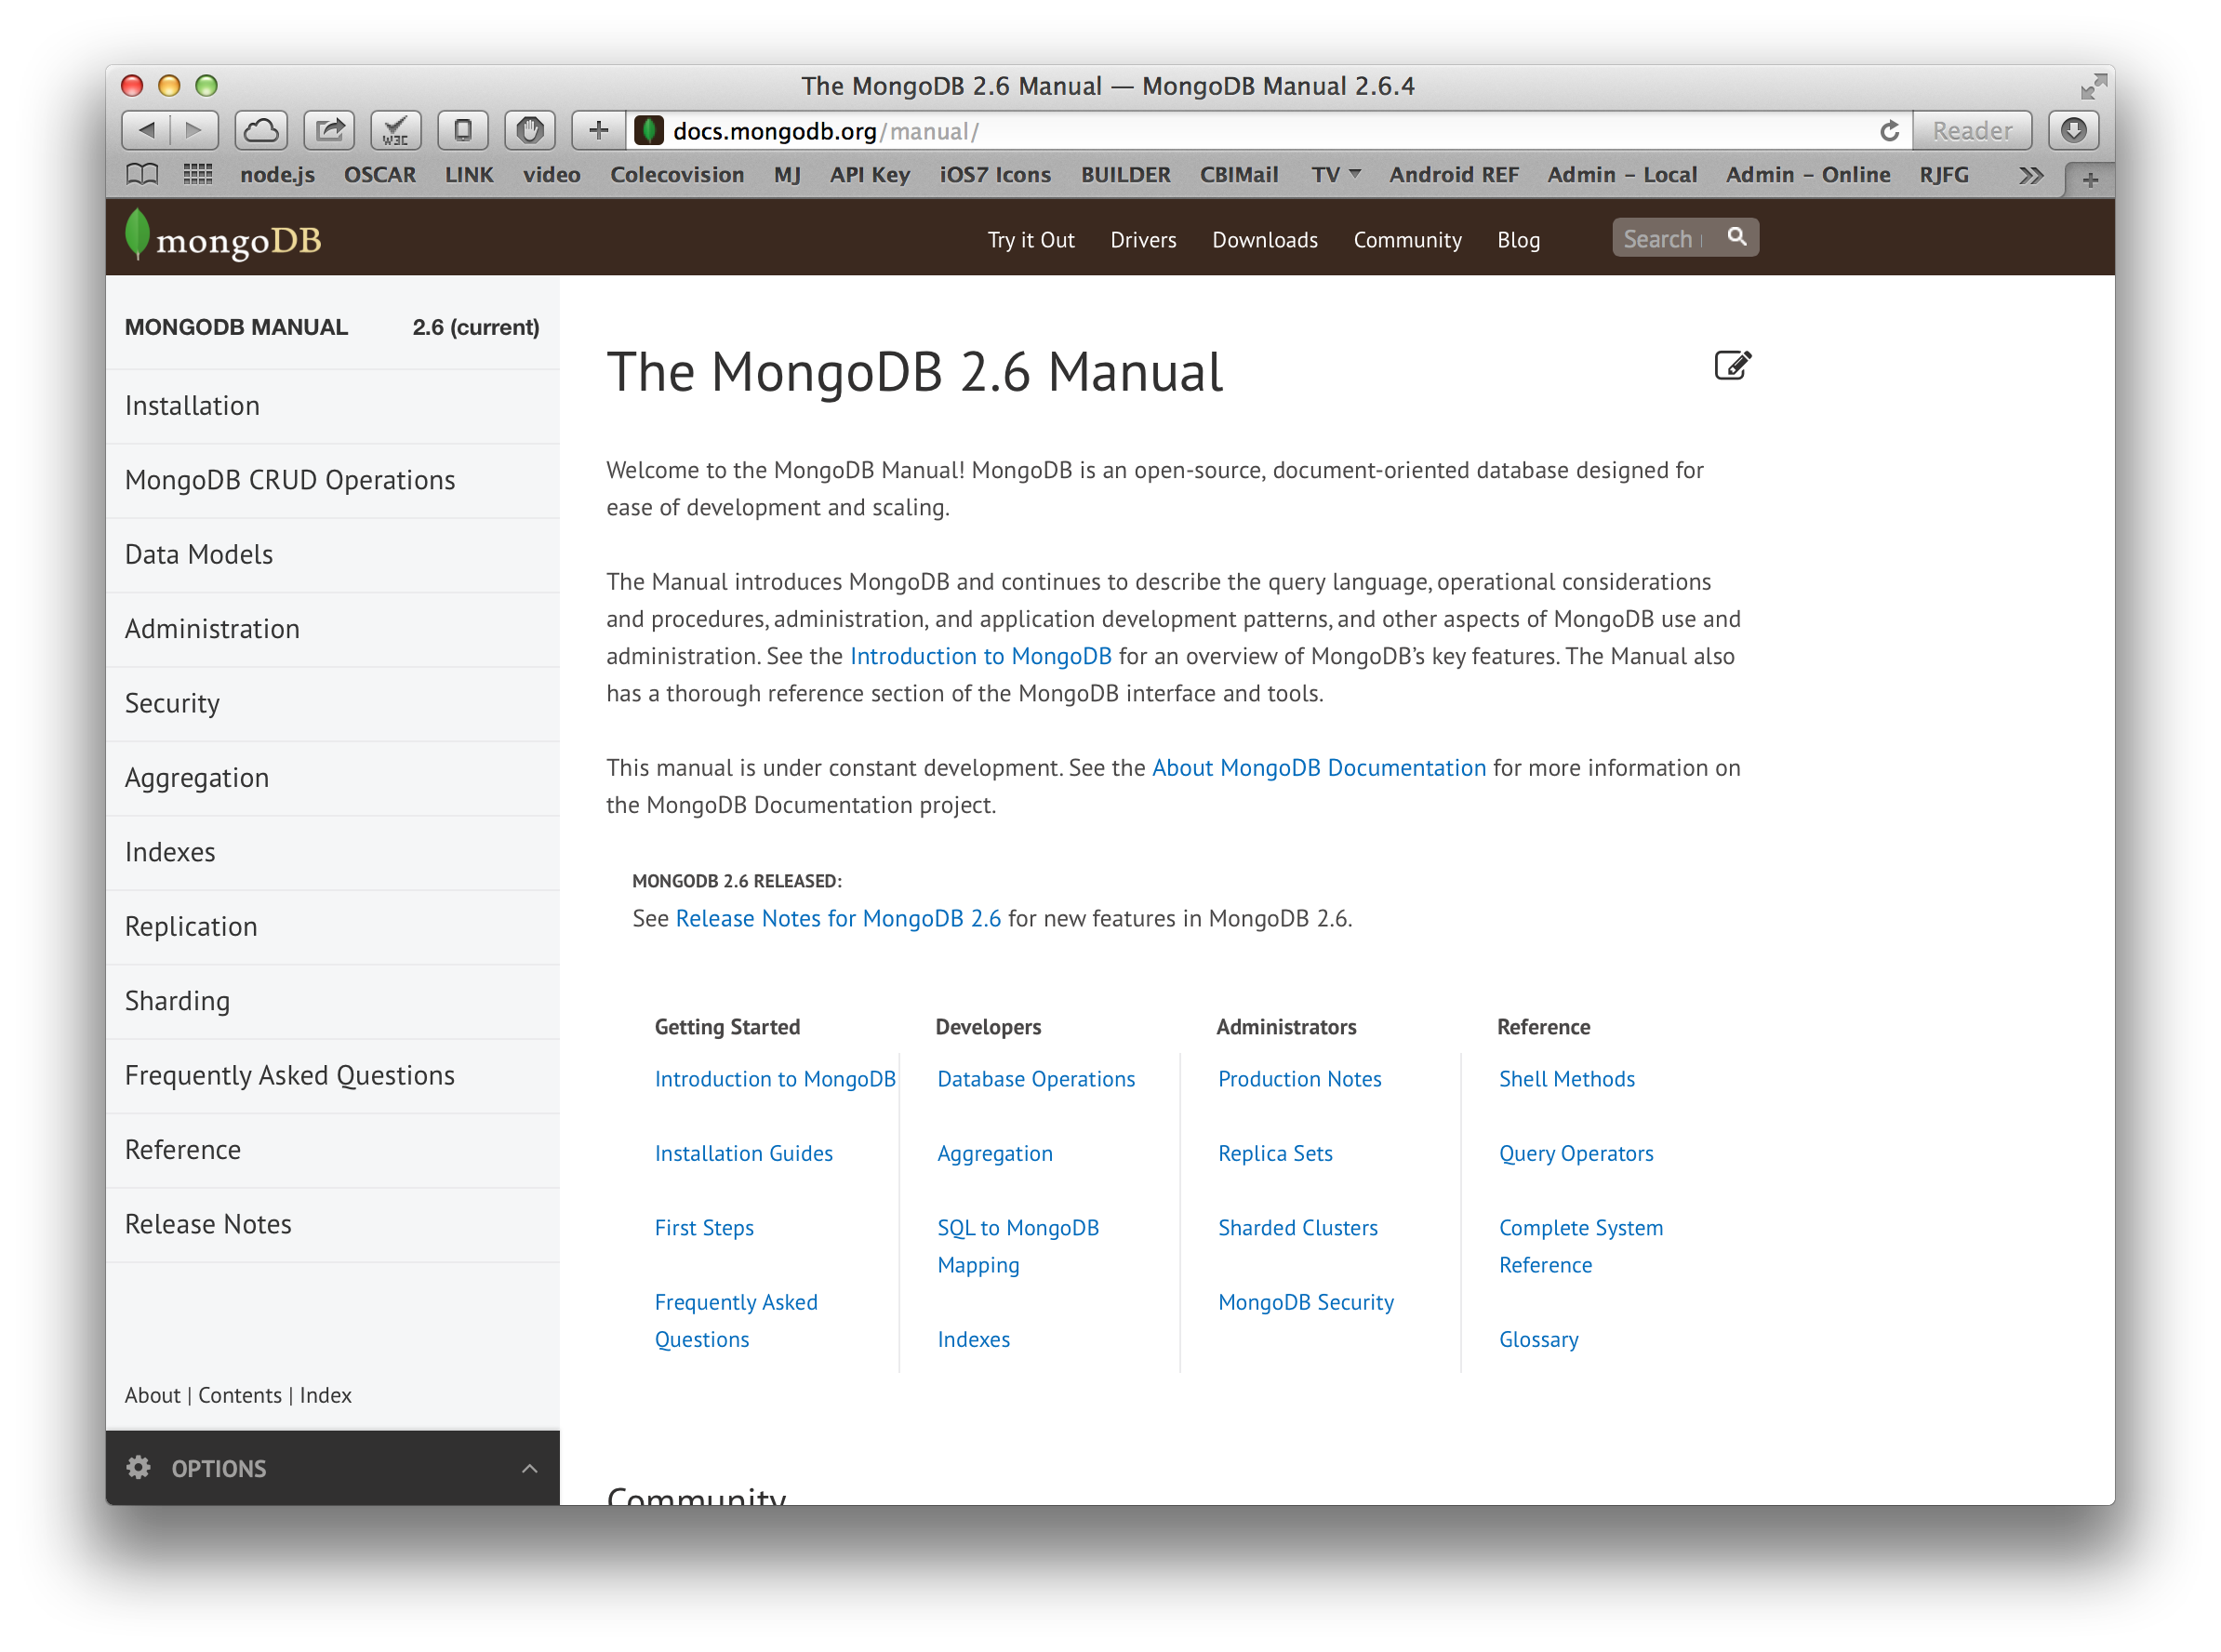 The MongoDB 2.6 Manual — MongoDB Manual 2.6.4
W3C
docs.mongodb.org/manual/
Reader
node.js OSCAR LINK video Colecovision MJ API Key iOS7 Icons BUILDER CBIMail TV Android REF Admin – Local Admin – Online RJFG
mongoDB
Try it Out Drivers Downloads Community Blog Search
MONGODB MANUAL 2.6 (current)
Installation
MongoDB CRUD Operations
Data Models
Administration
Security
Aggregation
Indexes
Replication
Sharding
Frequently Asked Questions
Reference
Release Notes
About | Contents | Index
OPTIONS
The MongoDB 2.6 Manual
Welcome to the MongoDB Manual! MongoDB is an open-source, document-oriented database designed for
ease of development and scaling.
The Manual introduces MongoDB and continues to describe the query language, operational considerations
and procedures, administration, and application development patterns, and other aspects of MongoDB use and
administration. See the Introduction to MongoDB for an overview of MongoDB’s key features. The Manual also
has a thorough reference section of the MongoDB interface and tools.
This manual is under constant development. See the About MongoDB Documentation for more information on
the MongoDB Documentation project.
MONGODB 2.6 RELEASED:
See Release Notes for MongoDB 2.6 for new features in MongoDB 2.6.
Getting Started
Introduction to MongoDB
Installation Guides
First Steps
Frequently Asked
Questions
Developers
Database Operations
Aggregation
SQL to MongoDB
Mapping
Indexes
Administrators
Production Notes
Replica Sets
Sharded Clusters
MongoDB Security
Reference
Shell Methods
Query Operators
Complete System
Reference
Glossary
Community